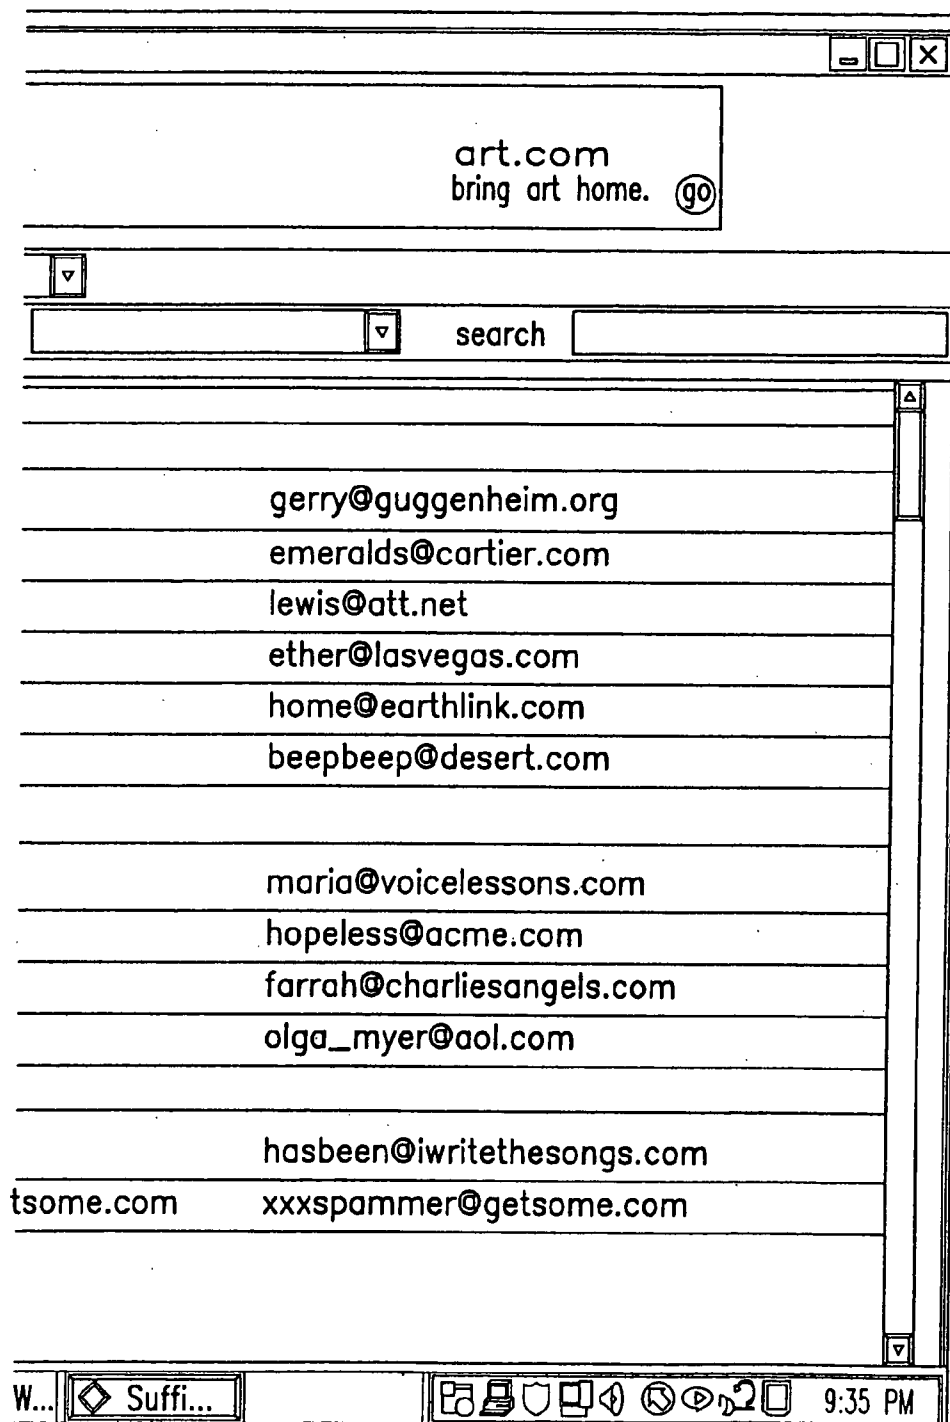 art.com
bring art home. go
search
gerry@guggenheim.org
emeralds@cartier.com
lewis@att.net
ether@lasvegas.com
home@earthlink.com
beepbeep@desert.com
maria@voicelessons.com
hopeless@acme.com
farrah@charliesangels.com
olga_myer@aol.com
hasbeen@iwritethesongs.com
tsome.com xxxspammer@getsome.com
W... Suffi... 9:35 PM